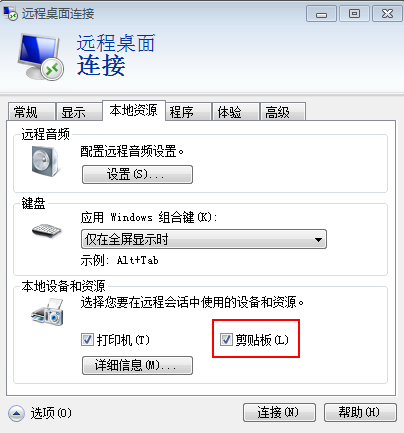 远程桌面连接
远程桌面
连接
常规 显示 本地资源 程序 体验 高级
远程音频
配置远程音频设置。
设置(S)...
键盘
应用 Windows 组合键(K):
仅在全屏显示时
示例: Alt+Tab
本地设备和资源
选择您要在远程会话中使用的设备和资源。
打印机(T) 剪贴板(L)
详细信息(M)...
选项(O) 连接(N) 帮助(H)